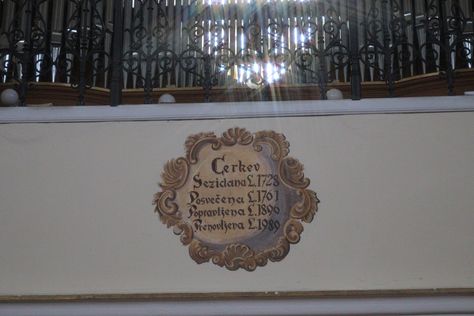 Cerkev
Sezidana L.1728
Posvečena L.1761
Popravljena L.1896
Prenovljena L.1989